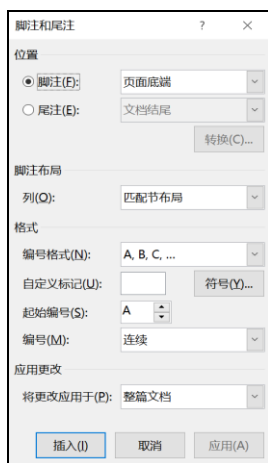 脚注和尾注 ? ×
位置
脚注(F): 页面底端
尾注(E): 文档结尾
转换(C)...
脚注布局
列(O): 匹配节布局
格式
编号格式(N): A, B, C, ...
自定义标记(U): 符号(Y)...
起始编号(S): A
编号(M): 连续
应用更改
将更改应用于(P): 整篇文档
插入(I) 取消 应用(A)